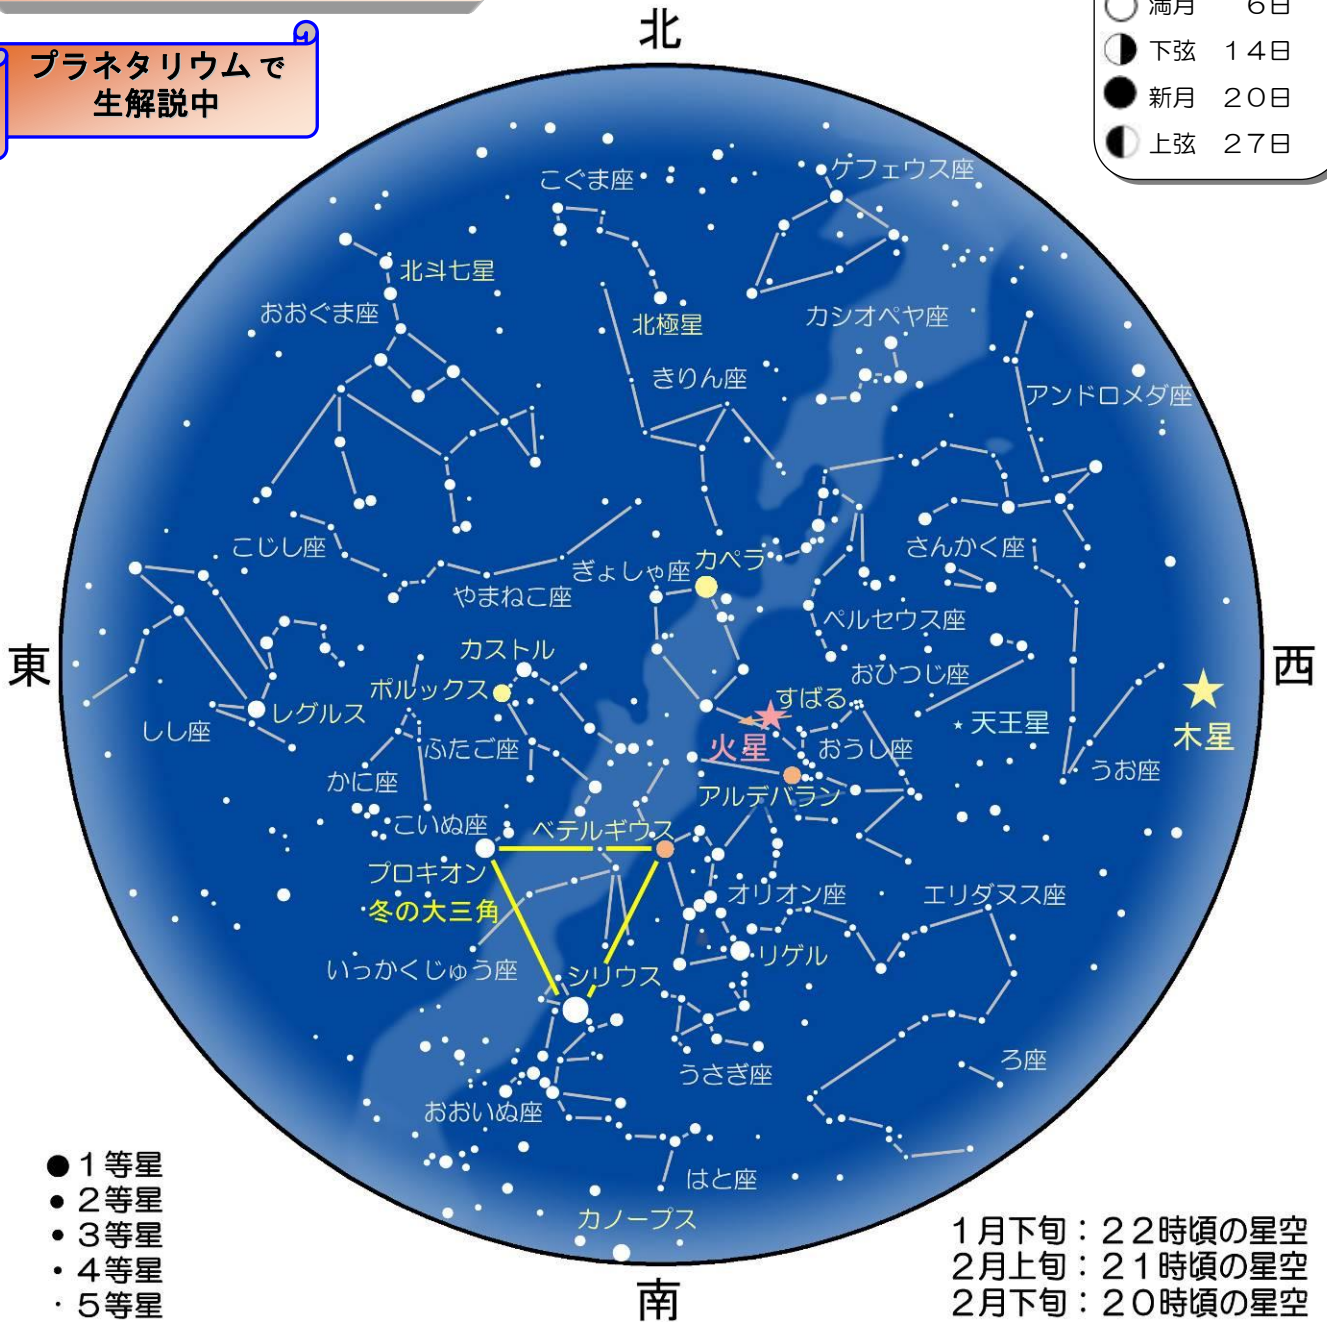 プラネタリウムで
生解説中
満月 6日
下弦 14日
新月 20日
上弦 27日
北
こぐま座
ケフェウス座
北斗七星
おおぐま座
北極星
カシオペヤ座
きりん座
アンドロメダ座
こじし座
やまねこ座
ぎょしゃ座
カペラ
さんかく座
ペルセウス座
東
西
カストル
ポルックス
おひつじ座
すばる
しし座
レグルス
ふたご座
火星
おうし座
天王星
木星
うお座
かに座
アルデバラン
こいぬ座
ベテルギウス
プロキオン
冬の大三角
オリオン座
エリダヌス座
いっかくじゅう座
シリウス
リゲル
うさぎ座
ろ座
おおいぬ座
はと座
カノープス
南
1等星
2等星
3等星
4等星
5等星
1月下旬：22時頃の星空
2月上旬：21時頃の星空
2月下旬：20時頃の星空